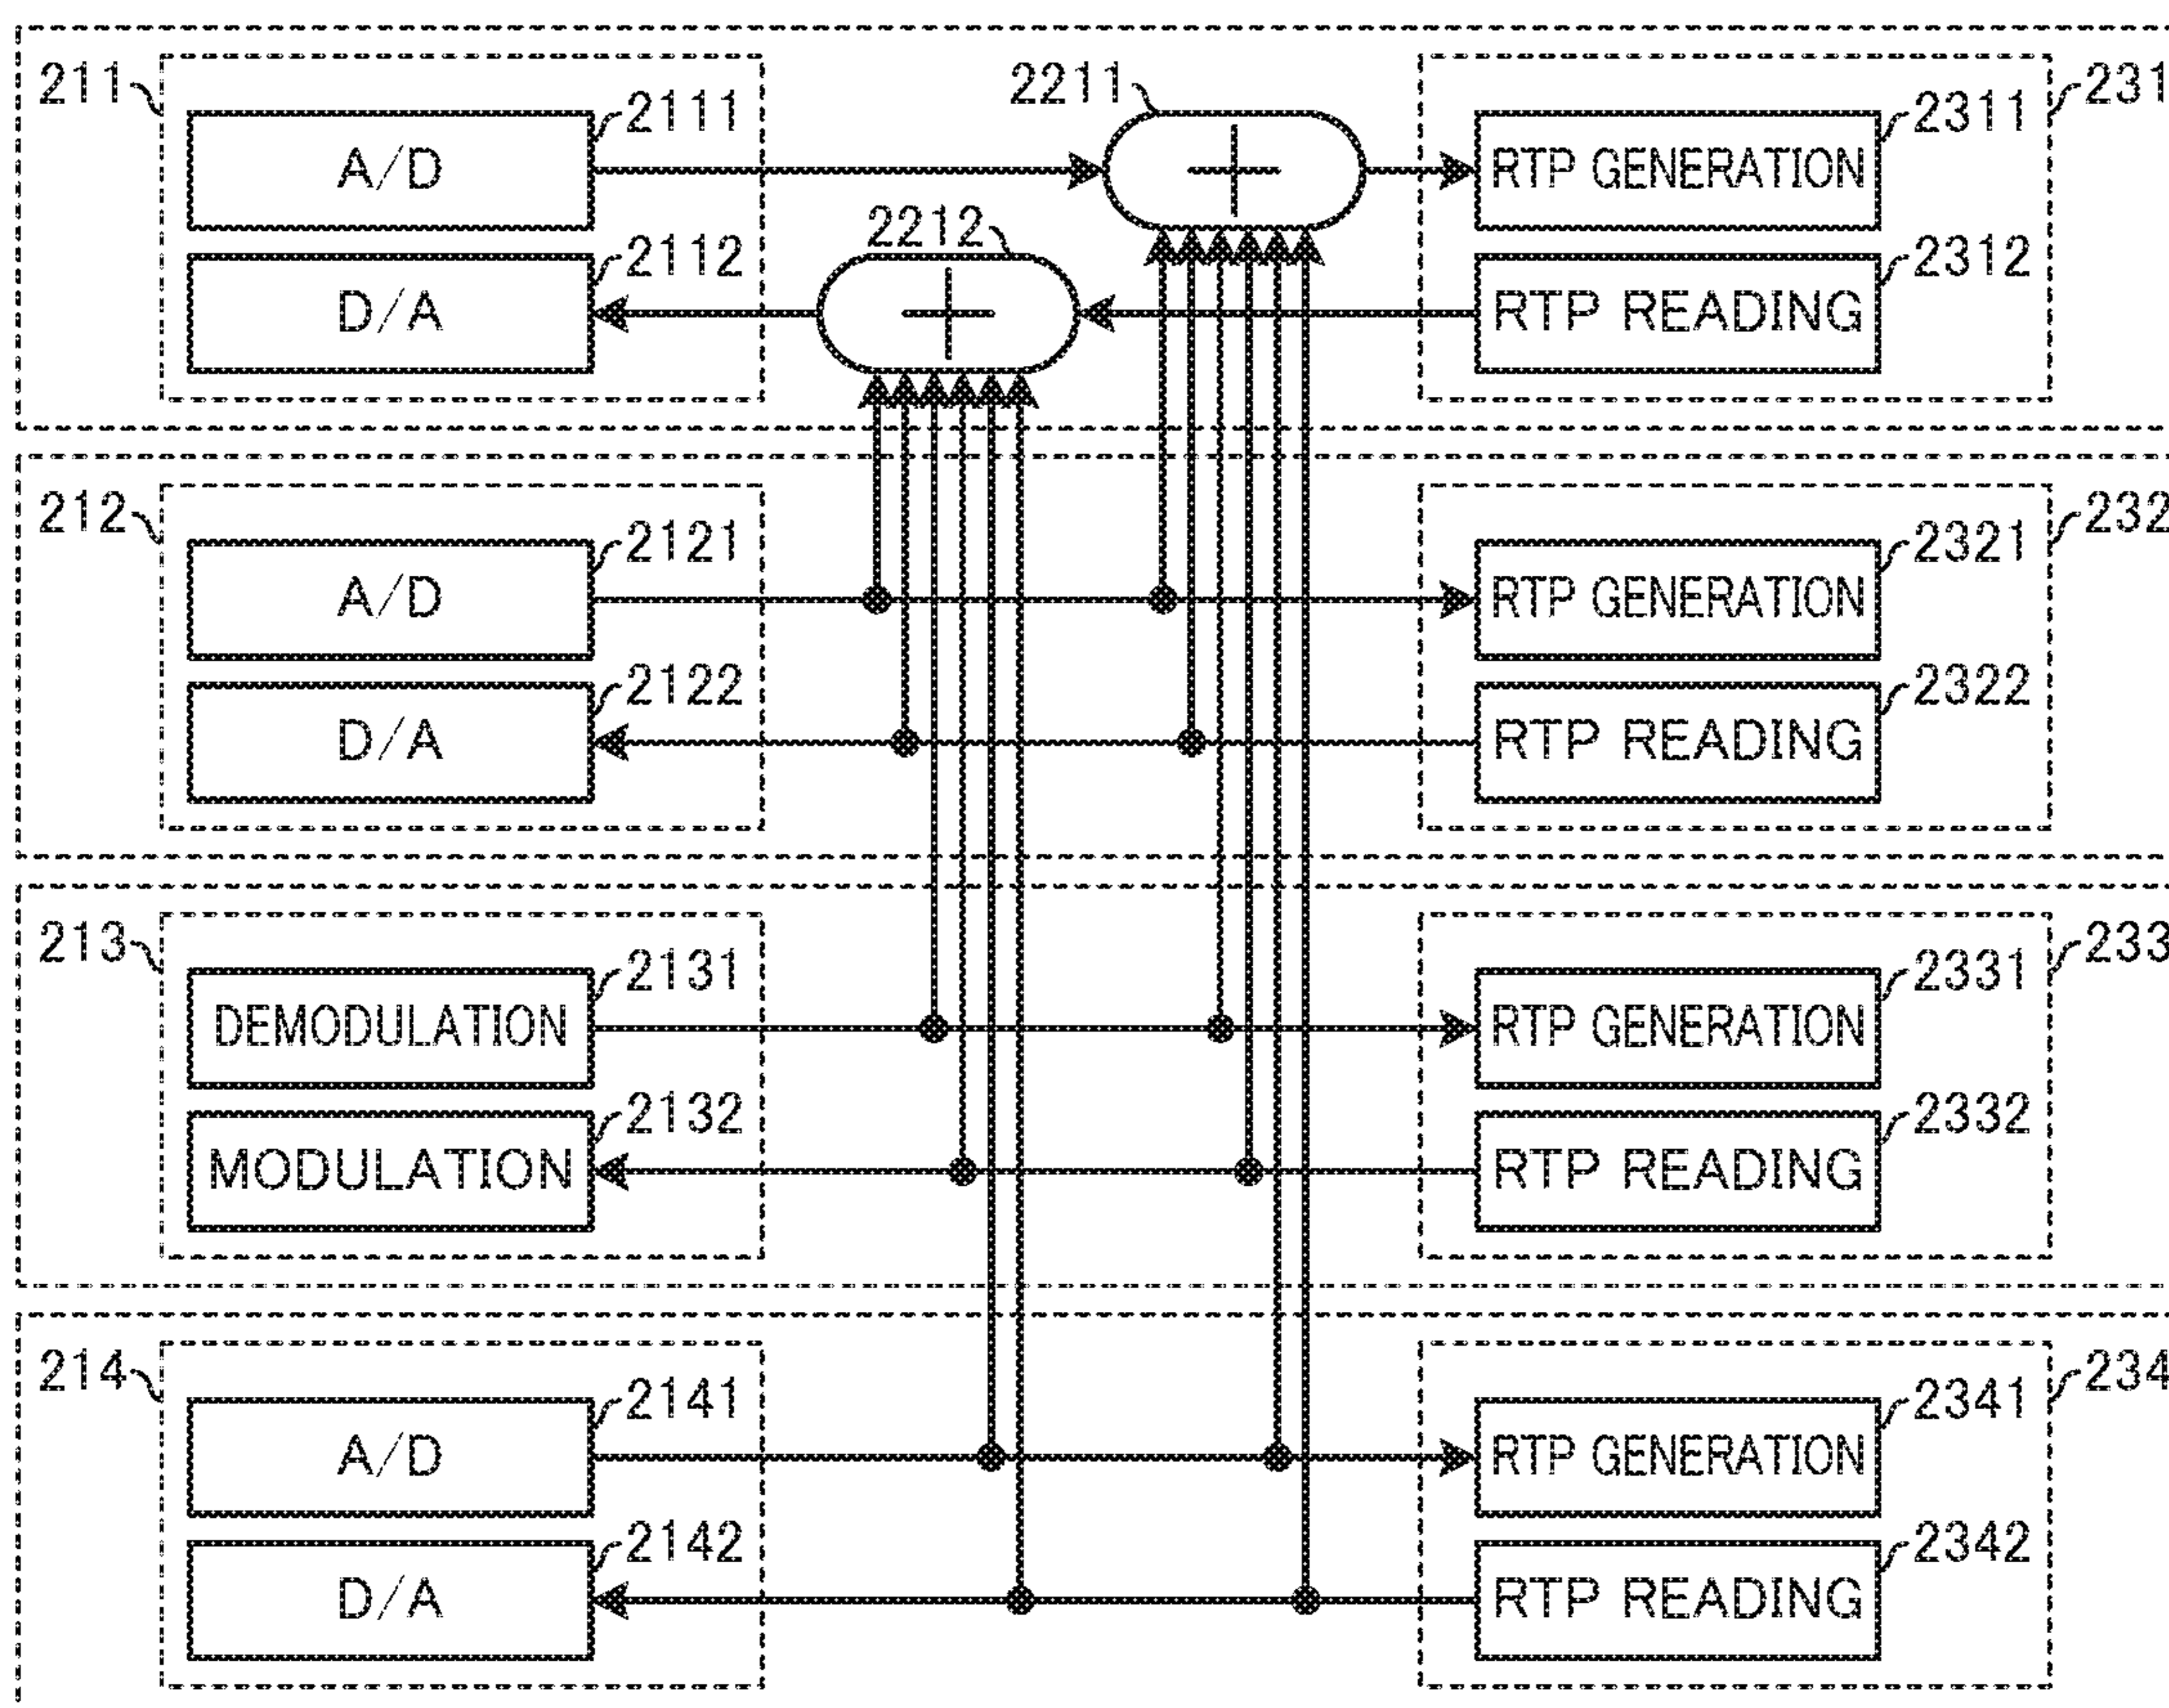 211
2111
2211
231
2311
A/D
+
RTP GENERATION
2212
2112
2312
D/A
+
RTP READING
212
2121
232
2321
A/D
RTP GENERATION
2122
2322
D/A
RTP READING
213
2131
233
2331
DEMODULATION
RTP GENERATION
2132
2332
MODULATION
RTP READING
214
2141
234
2341
A/D
RTP GENERATION
2142
2342
D/A
RTP READING